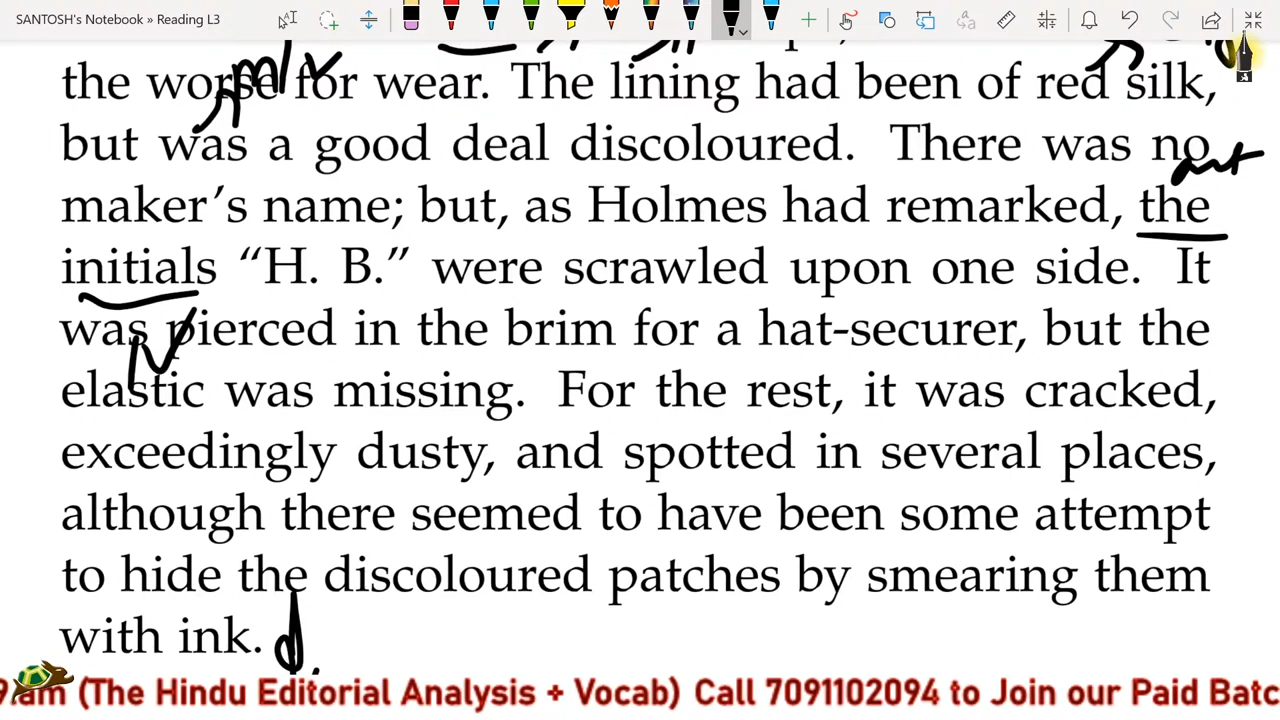 SANTOSH's Notebook » Reading L3
the worse for wear. The lining had been of red silk,
but was a good deal discoloured. There was no
maker's name; but, as Holmes had remarked, the
initials "H. B." were scrawled upon one side. It
was pierced in the brim for a hat-securer, but the
elastic was missing. For the rest, it was cracked,
exceedingly dusty, and spotted in several places,
although there seemed to have been some attempt
to hide the discoloured patches by smearing them
with ink.
(The Hindu Editorial Analysis + Vocab) Call 7091102094 to Join our Paid
m/v
art
N